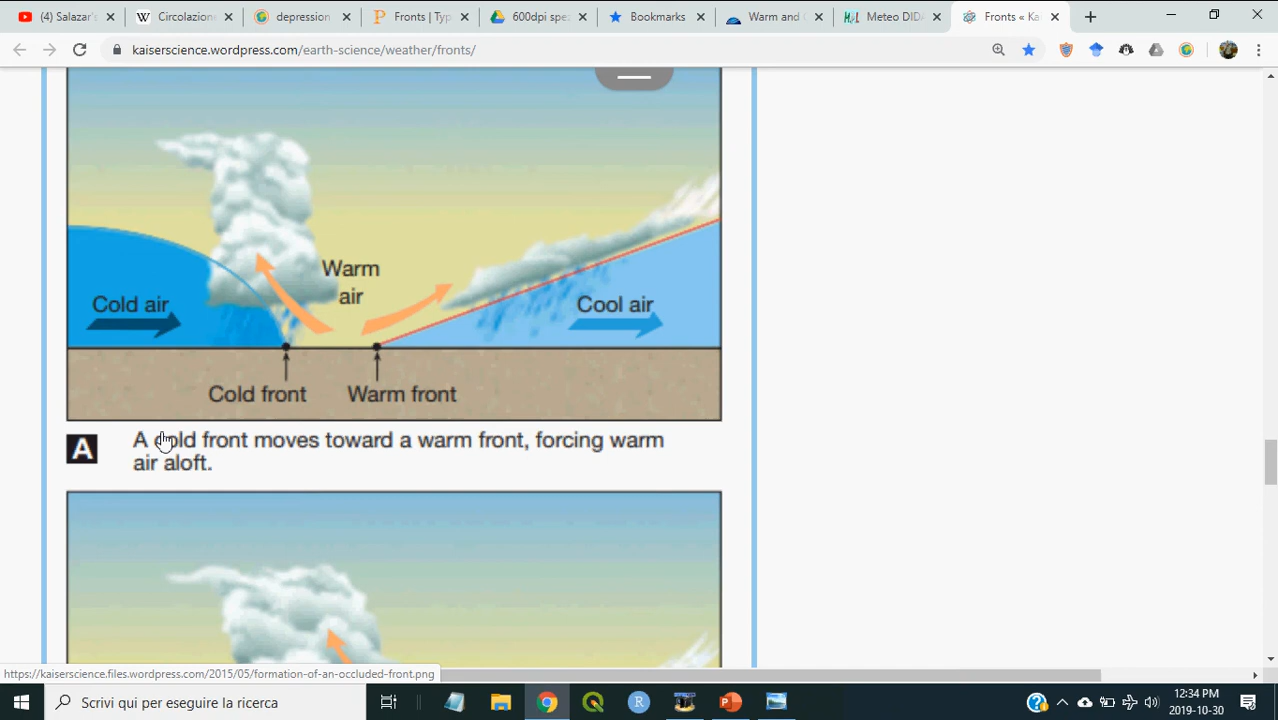 (4) Salazar's
Circolazione
depression
Fronts | Typ
600dpi spe
Bookmarks
Warm and C
Meteo DIDA
Fronts « Ka
kaiserscience.wordpress.com/earth-science/weather/fronts/
Warm
air
Cold air
Cool air
Cold front
Warm front
A
A cold front moves toward a warm front, forcing warm
air aloft.
https://kaiserscience.files.wordpress.com/2015/05/formation-of-an-occluded-front.png
Scrivi qui per eseguire la ricerca
12:34 PM
2019-10-30